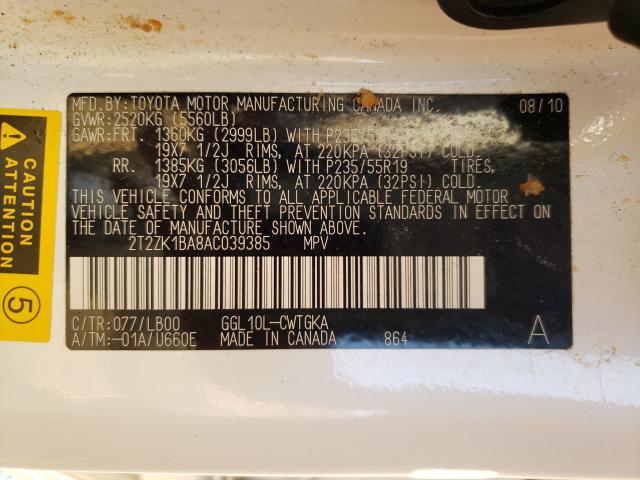 MFD.BY:TOYOTA MOTOR MANUFACTURING CANADA INC. 08/10
GVWR:2520KG (5560LB)
GAWR:FRT. 1360KG (2999LB) WITH P235/55R19
19X7 1/2J RIMS, AT 220KPA (32PSI) COLD.
RR. 1385KG (3056LB) WITH P235/55R19 TIRES,
19X7 1/2J RIMS, AT 220KPA (32PSI) COLD.
THIS VEHICLE CONFORMS TO ALL APPLICABLE FEDERAL MOTOR
VEHICLE SAFETY AND THEFT PREVENTION STANDARDS IN EFFECT ON
THE DATE OF MANUFACTURE SHOWN ABOVE.
2T2ZK1BA8AC039385 MPV
C/TR:077/LB00 GGL10L-CWTGKA
A/TM:-01A/U660E MADE IN CANADA 864 A
CAUTION
5